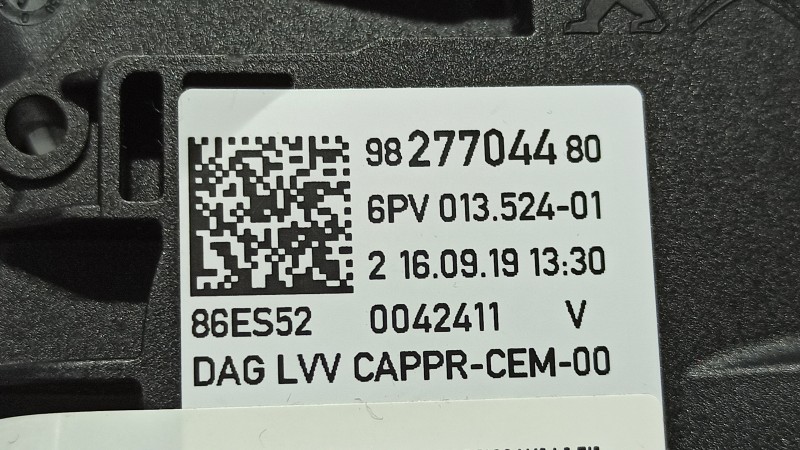 98 277044 80
6PV 013.524-01
2 16.09.19 13:30
86ES52 0042411 V
DAG LVV CAPPR-CEM-00